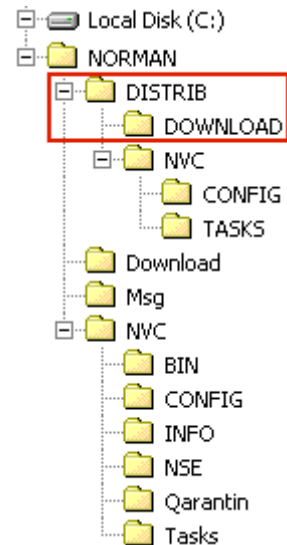 Local Disk (C:)
NORMAN
DISTRIB
DOWNLOAD
NVC
CONFIG
TASKS
Download
Msg
NVC
BIN
CONFIG
INFO
NSE
Qarantin
Tasks